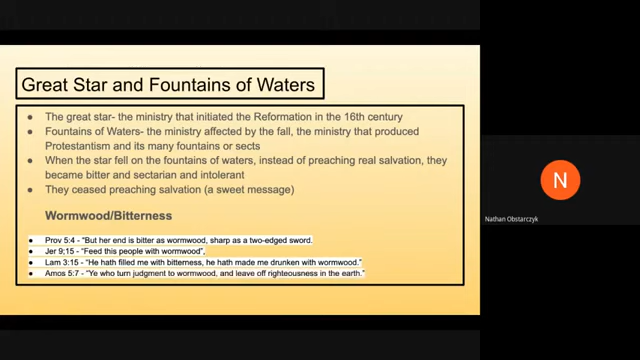 Great Star and Fountains of Waters
● The great star- the ministry that initiated the Reformation in the 16th century
● Fountains of Waters- the ministry affected by the fall, the ministry that produced
Protestantism and its many fountains or sects
● When the star fell on the fountains of waters, instead of preaching real salvation, they
became bitter and sectarian and intolerant
● They ceased preaching salvation (a sweet message)
Wormwood/Bitterness
● Prov 5:4 - “But her end is bitter as wormwood, sharp as a two-edged sword.
● Jer 9;15 - “Feed this people with wormwood”,
● Lam 3:15 - “He hath filled me with bitterness, he hath made me drunken with wormwood.”
● Amos 5:7 - “Ye who turn judgment to wormwood, and leave off righteousness in the earth.”
N
Nathan Obstarczyk